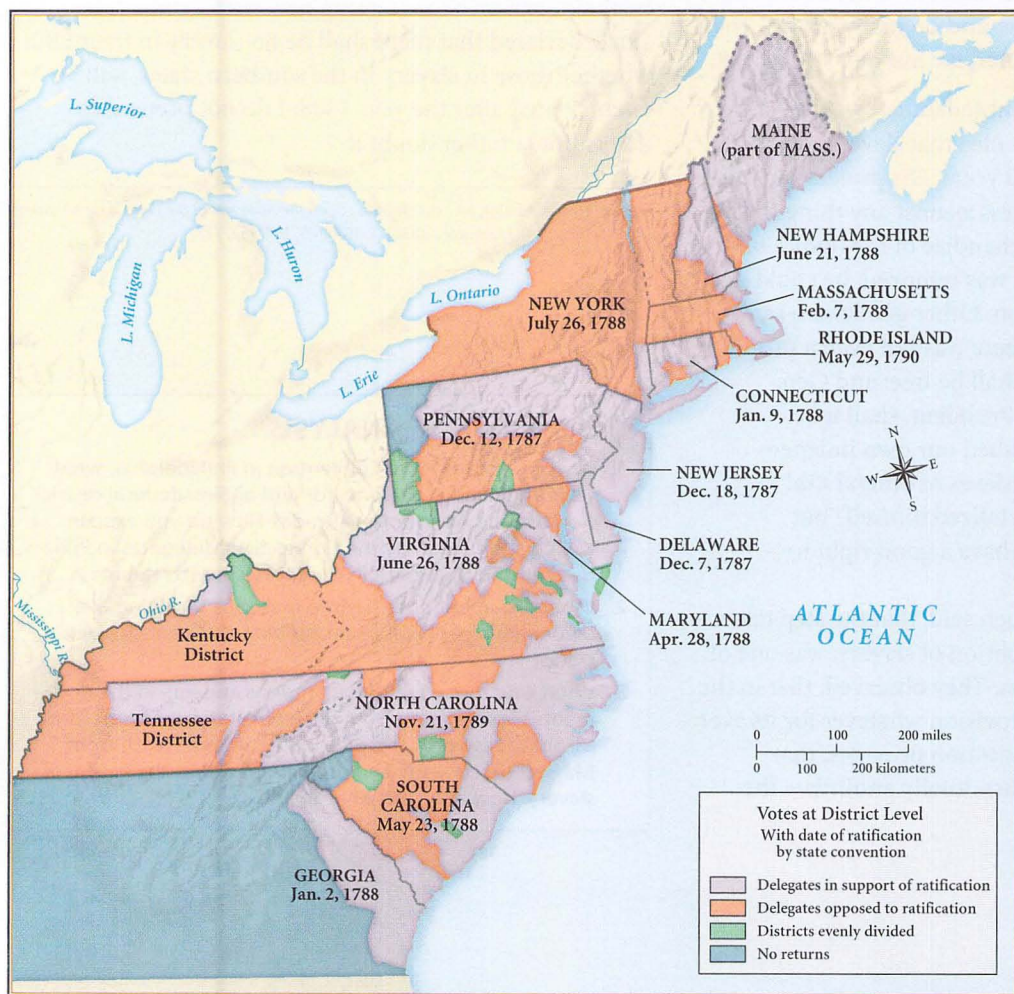 L. Superior
MAINE
(part of MASS.)
L. Michigan
L. Huron
NEW HAMPSHIRE
June 21, 1788
L. Ontario
NEW YORK
July 26, 1788
MASSACHUSETTS
Feb. 7, 1788
RHODE ISLAND
May 29, 1790
L. Erie
CONNECTICUT
Jan. 9, 1788
PENNSYLVANIA
Dec. 12, 1787
N
W
E
S
NEW JERSEY
Dec. 18, 1787
VIRGINIA
June 26, 1788
DELAWARE
Dec. 7, 1787
Mississippi R.
Ohio R.
Kentucky
District
MARYLAND
Apr. 28, 1788
ATLANTIC
OCEAN
Tennessee
District
NORTH CAROLINA
Nov. 21, 1789
0 100 200 miles
0 100 200 kilometers
SOUTH
CAROLINA
May 23, 1788
GEORGIA
Jan. 2, 1788
Votes at District Level
With date of ratification
by state convention
Delegates in support of ratification
Delegates opposed to ratification
Districts evenly divided
No returns